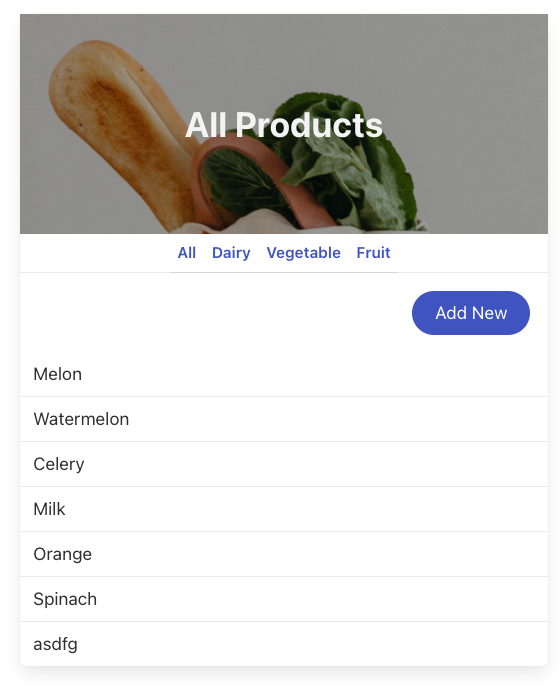 All Products
All Dairy Vegetable Fruit
Add New
Melon
Watermelon
Celery
Milk
Orange
Spinach
asdfg